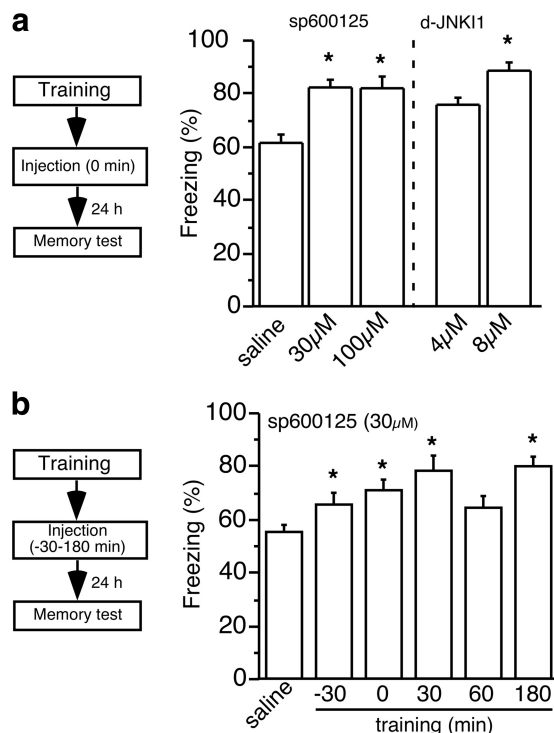 a
Training
Injection (0 min)
24 h
Memory test
sp600125
d-JNKI1
Freezing (%)
100
80
60
40
20
0
*
*
*
saline
30µM
100µM
4µM
8µM
b
Training
Injection
(-30-180 min)
24 h
Memory test
sp600125 (30µM)
Freezing (%)
100
80
60
40
20
0
*
*
*
*
saline
-30 0 30 60 180
training (min)